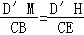 D′ M/CB = D′ H/CE